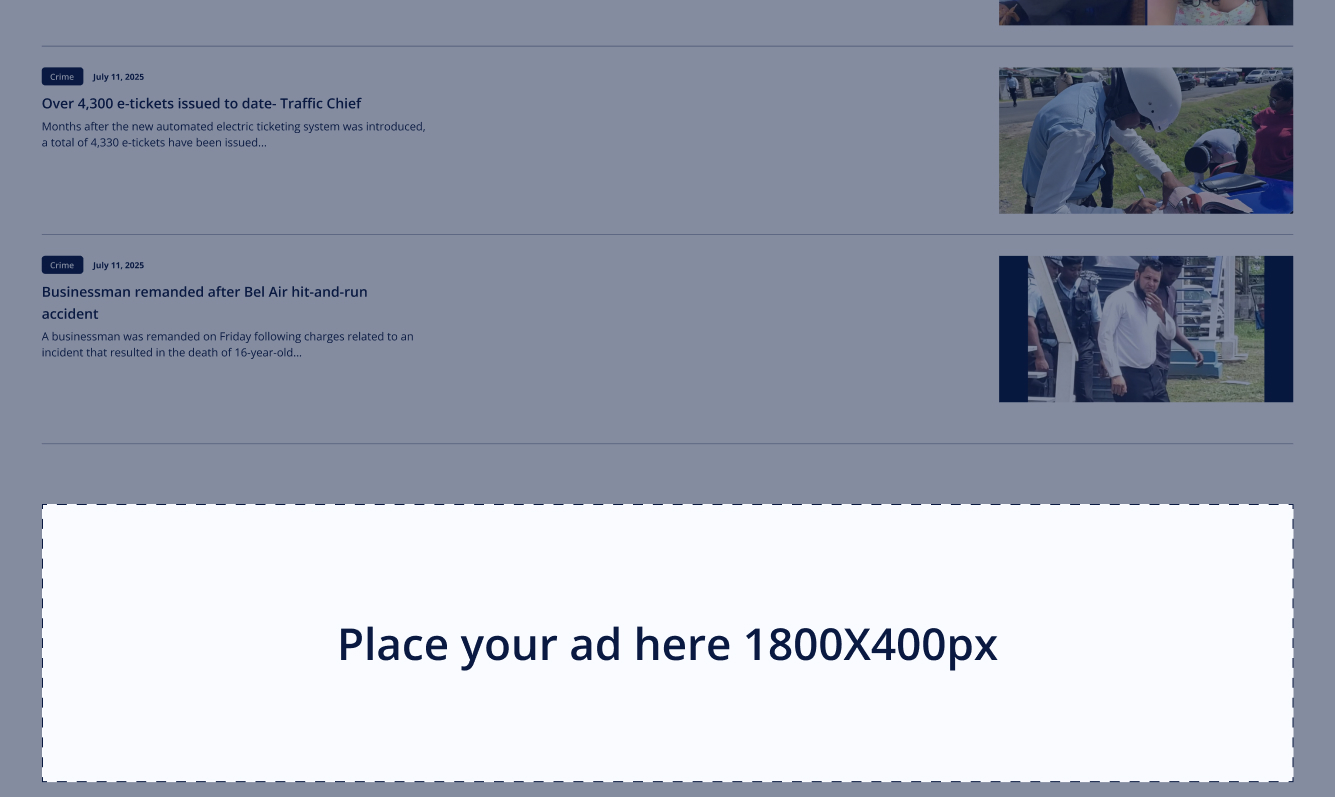 Crime July 11, 2025
Over 4,300 e-tickets issued to date- Traffic Chief
Months after the new automated electric ticketing system was introduced,
a total of 4,330 e-tickets have been issued...
Crime July 11, 2025
Businessman remanded after Bel Air hit-and-run
accident
A businessman was remanded on Friday following charges related to an
incident that resulted in the death of 16-year-old...
Place your ad here 1800X400px